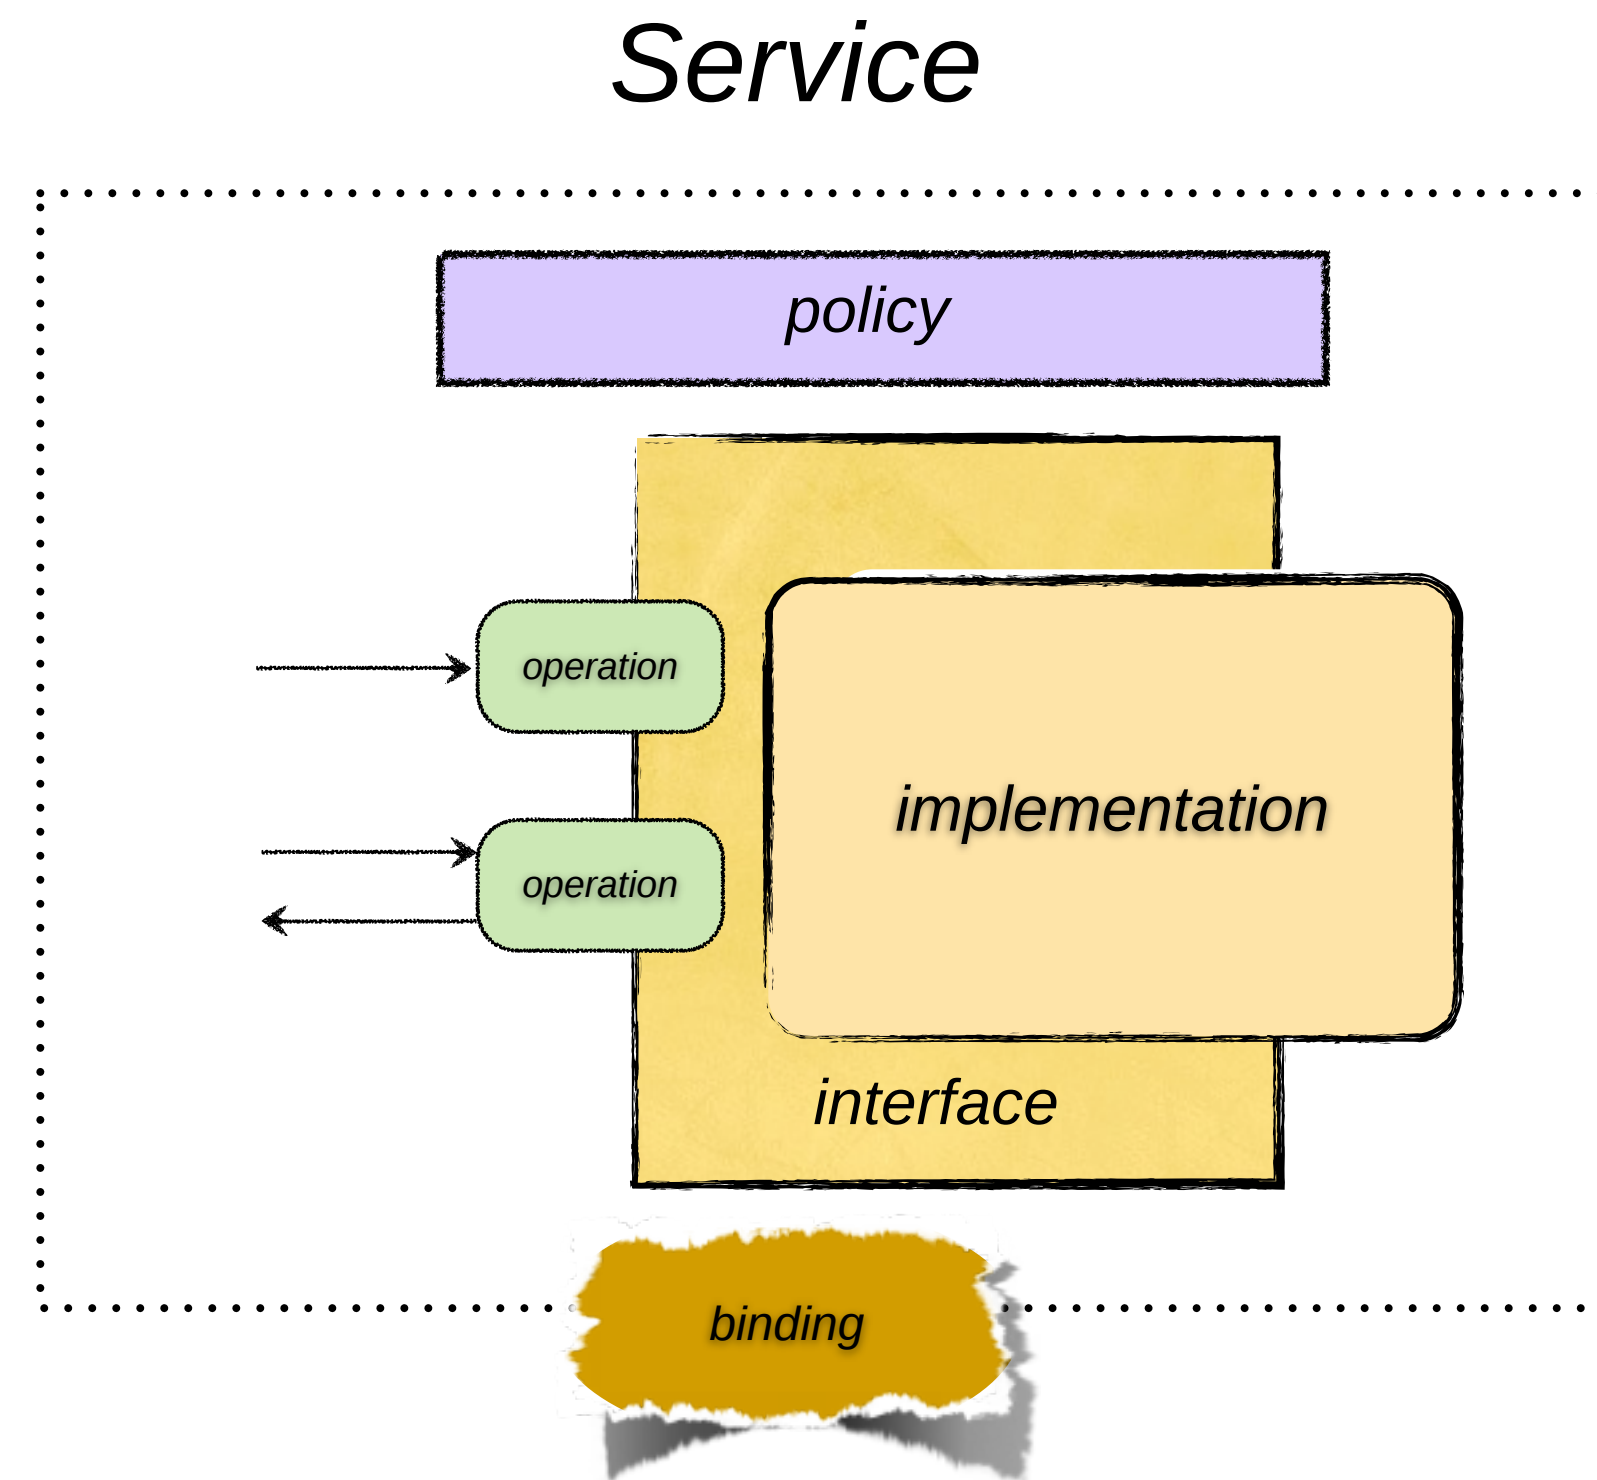 Service
policy
operation
implementation
operation
interface
binding